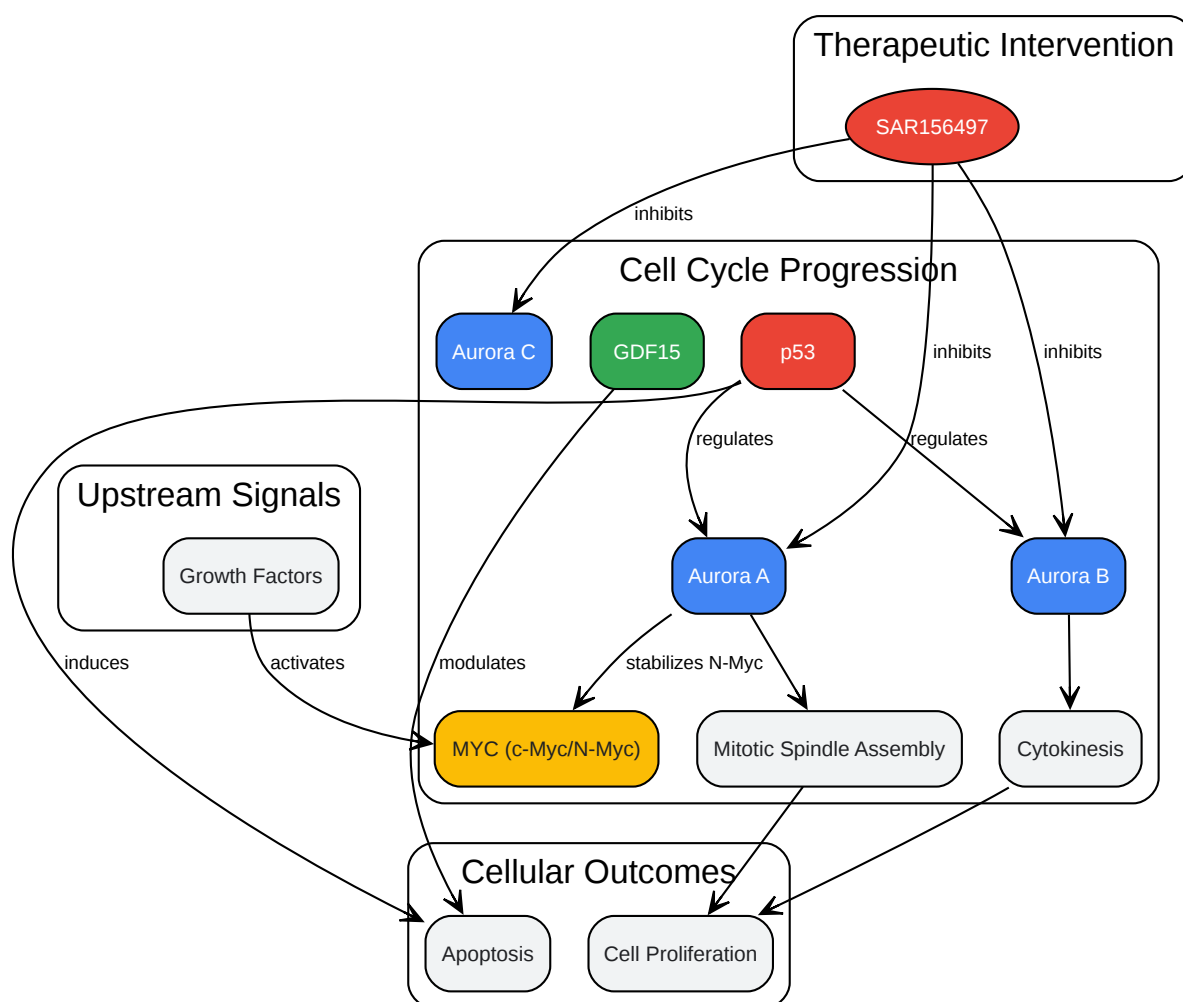 Therapeutic Intervention
SAR156497
inhibits
Cell Cycle Progression
Aurora C
GDF15
p53
inhibits
inhibits
regulates
regulates
Upstream Signals
Growth Factors
Aurora A
Aurora B
induces
activates
modulates
stabilizes N-Myc
MYC (c-Myc/N-Myc)
Mitotic Spindle Assembly
Cytokinesis
Cellular Outcomes
Apoptosis
Cell Proliferation